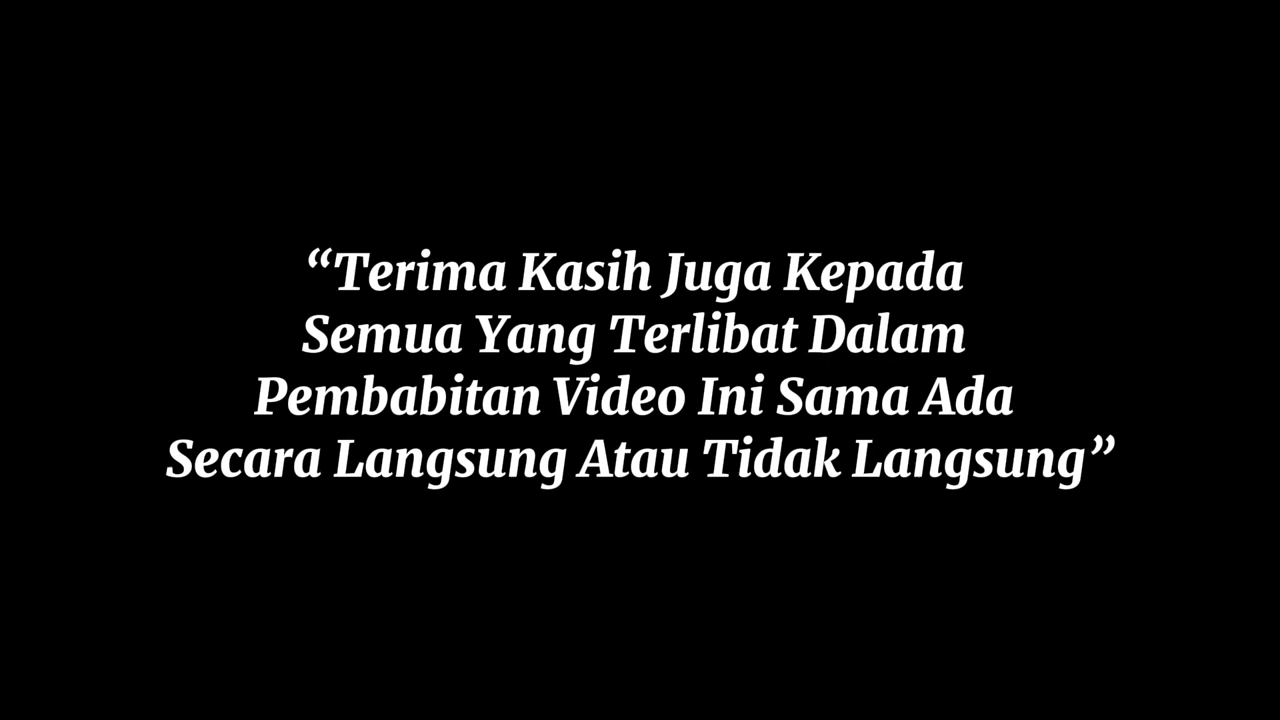 “Terima Kasih Juga Kepada
Semua Yang Terlibat Dalam
Pembabitan Video Ini Sama Ada
Secara Langsung Atau Tidak Langsung”